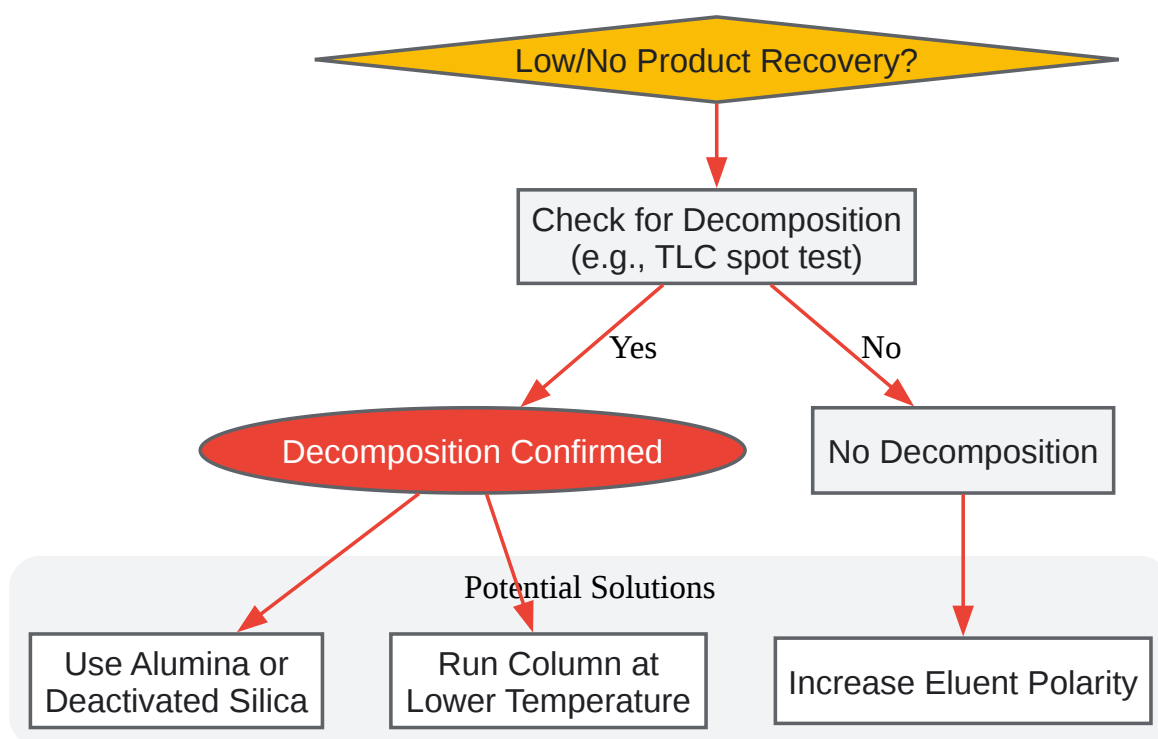 Low/No Product Recovery?
Check for Decomposition
(e.g., TLC spot test)
Yes
No
Decomposition Confirmed
No Decomposition
Potential Solutions
Use Alumina or
Deactivated Silica
Run Column at
Lower Temperature
Increase Eluent Polarity